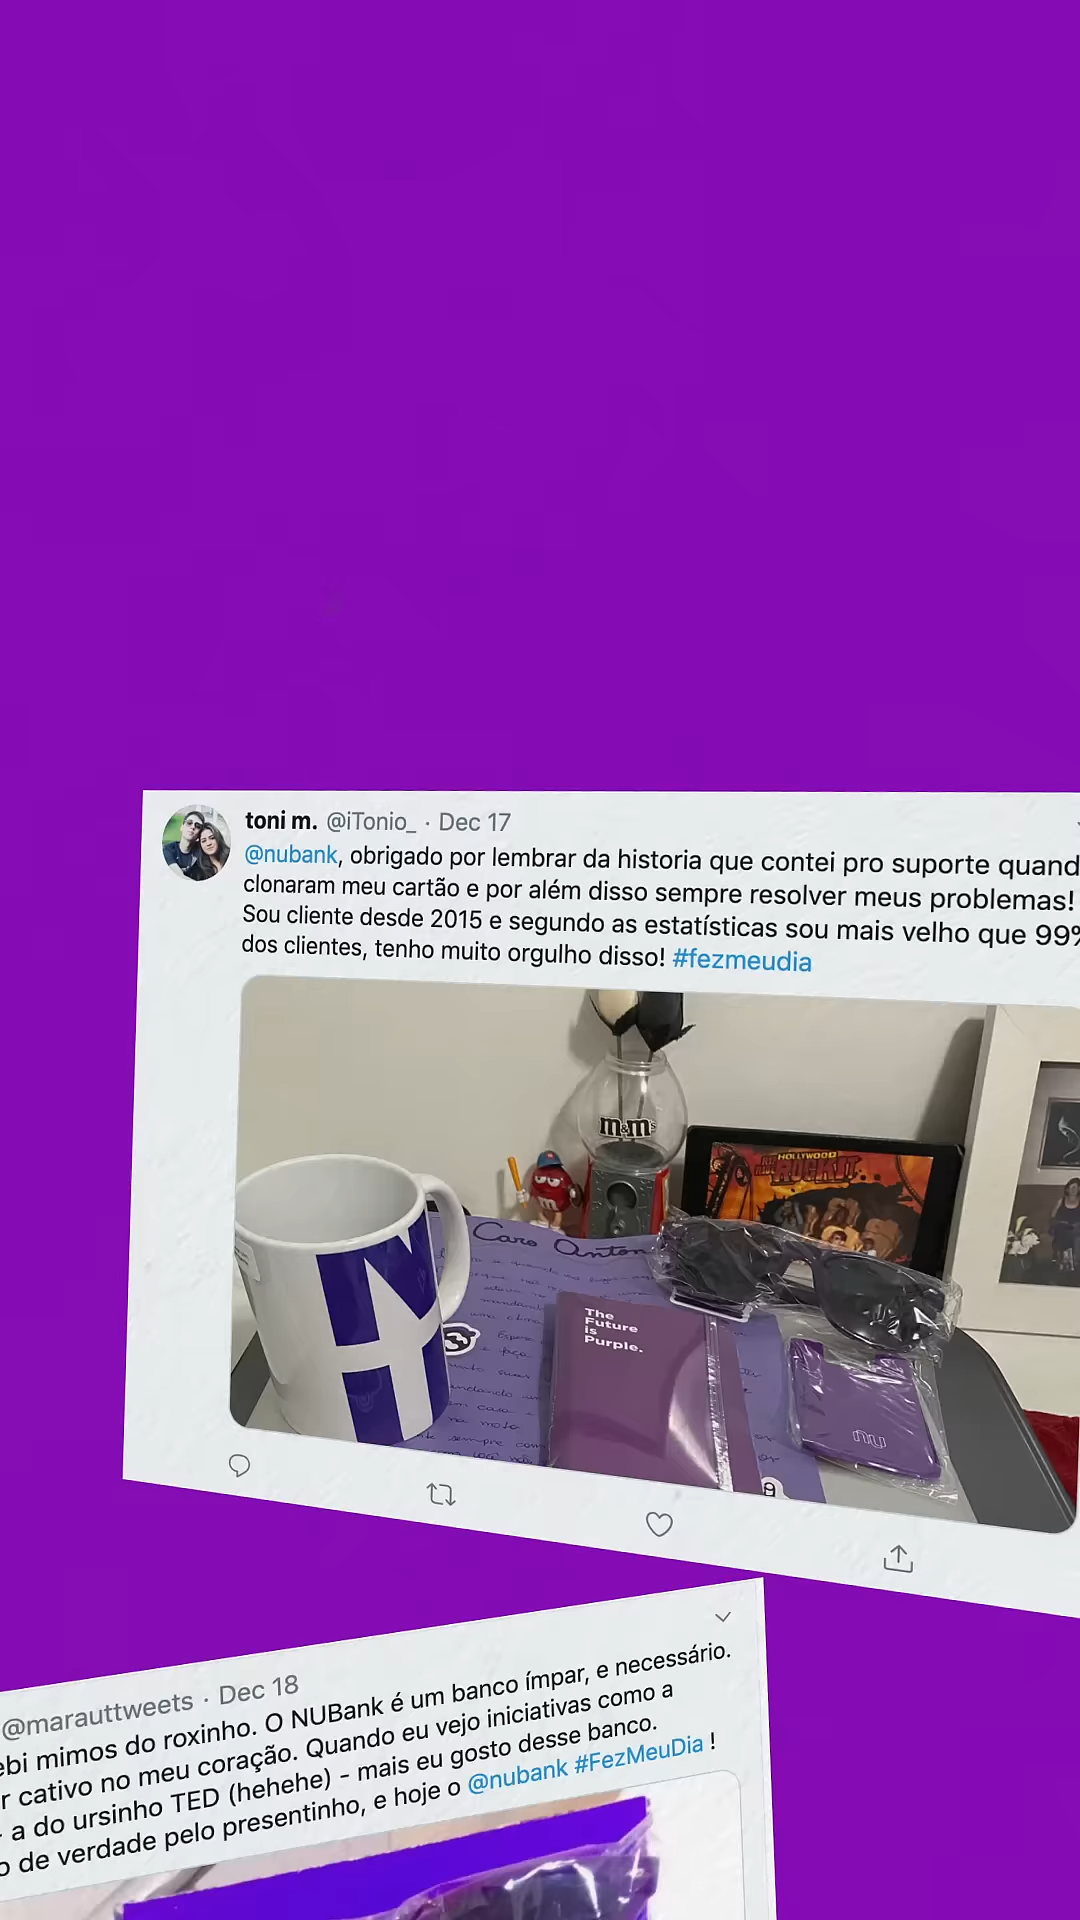 toni m. @iTonio_ · Dec 17
@nubank, obrigado por lembrar da historia que contei pro suporte quand
clonaram meu cartão e por além disso sempre resolver meus problemas!
Sou cliente desde 2015 e segundo as estatísticas sou mais velho que 99%
dos clientes, tenho muito orgulho disso! #fezmeudia
m&m's
HOLLYWOOD
ROCKIT
Caro Anton
The
Future
is
Purple.
nu
@marauttweets · Dec 18
ebi mimos do roxinho. O NUBank é um banco ímpar, e necessário.
r cativo no meu coração. Quando eu vejo iniciativas como a
- a do ursinho TED (hehehe) - mais eu gosto desse banco.
o de verdade pelo presentinho, e hoje o @nubank #FezMeuDia !